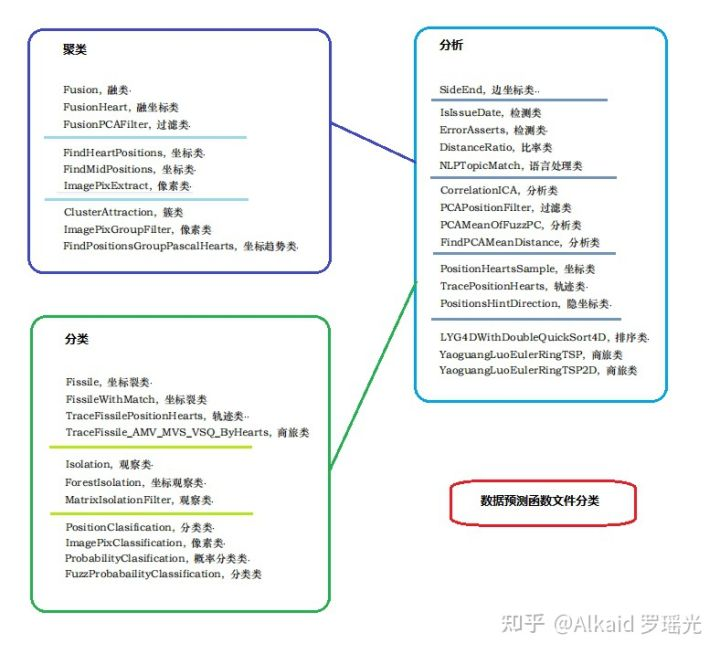 聚类
Fusion, 融类.
FusionHeart, 融坐标类
FusionPCAFilter, 过滤类.
FindHeartPositions, 坐标类.
FindMidPositions, 坐标类.
ImagePixExtract, 像素类.
ClusterAttraction, 簇类
ImagePixGroupFilter, 像素类.
FindPositionsGroupPascalHearts, 坐标趋势类.
分类
Fissile, 坐标裂类.
FissileWithMatch, 坐标裂类
TraceFissilePositionHearts, 轨迹类..
TraceFissile_AMV_MVS_VSQ_ByHearts, 商旅类
Isolation, 观察类.
ForestIsolation, 坐标观察类.
MatrixIsolationFilter, 观察类.
PositionClasification, 分类类.
ImagePixClassification, 像素类.
ProbabilityClasification, 概率分类类.
FuzzProbabailityClassification, 分类类
分析
SideEnd, 边坐标类..
IsIssueDate, 检测类
ErrorAsserts, 检测类.
DistanceRatio, 比率类
NLPTopicMatch, 语言处理类
CorrelationICA, 分析类
PCAPositionFilter, 过滤类
PCAMeanOfFuzzPC, 分析类
FindPCAMeanDistance, 分析类
PositionHeartsSample, 坐标类
TracePositionHearts, 轨迹类.
PositionsHintDirection, 隐坐标类.
LYG4DWithDoubleQuickSort4D, 排序类.
YaoguangLuoEulerRingTSP, 商旅类
YaoguangLuoEulerRingTSP2D, 商旅类
数据预测函数文件分类
知乎 @Alkaid 罗瑶光